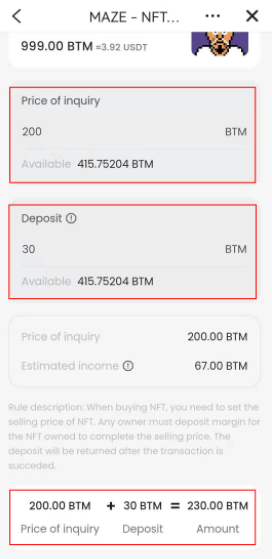 MAZE - NFT...
999.00 BTM ≈3.92 USDT
Price of inquiry
200 BTM
Available 415.75204 BTM
Deposit
30 BTM
Available 415.75204 BTM
Price of inquiry 200.00 BTM
Estimated income 67.00 BTM
Rule description: When buying NFT, you need to set the
selling price of NFT. Any owner must deposit margin for
the NFT owned to complete the selling price. The
deposit will be returned after the transaction is
succeded.
200.00 BTM + 30 BTM = 230.00 BTM
Price of inquiry Deposit Amount